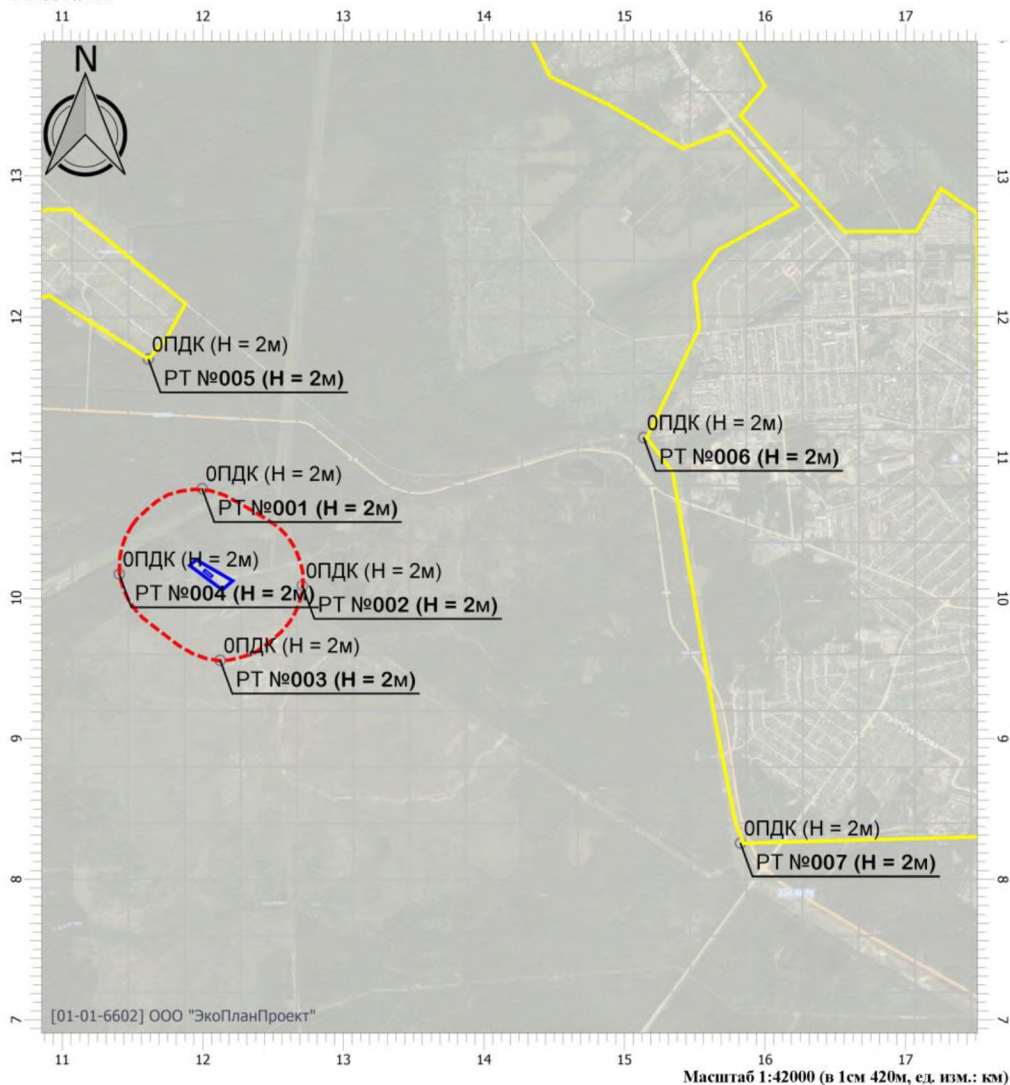 11 12 13 14 15 16 17
N
13 13
12 12
0ПДК (Н = 2м)
РТ №005 (Н = 2м)
0ПДК (Н = 2м)
РТ №006 (Н = 2м)
11 11
0ПДК (Н = 2м)
РТ №001 (Н = 2м)
0ПДК (Н = 2м)
РТ №004 (Н = 2м)
0ПДК (Н = 2м)
РТ №002 (Н = 2м)
10 10
0ПДК (Н = 2м)
РТ №003 (Н = 2м)
9 9
0ПДК (Н = 2м)
РТ №007 (Н = 2м)
8 8
[01-01-6602] ООО "ЭкоПланПроект"
7 7
11 12 13 14 15 16 17
Масштаб 1:42000 (в 1см 420м, ед. изм.: км)